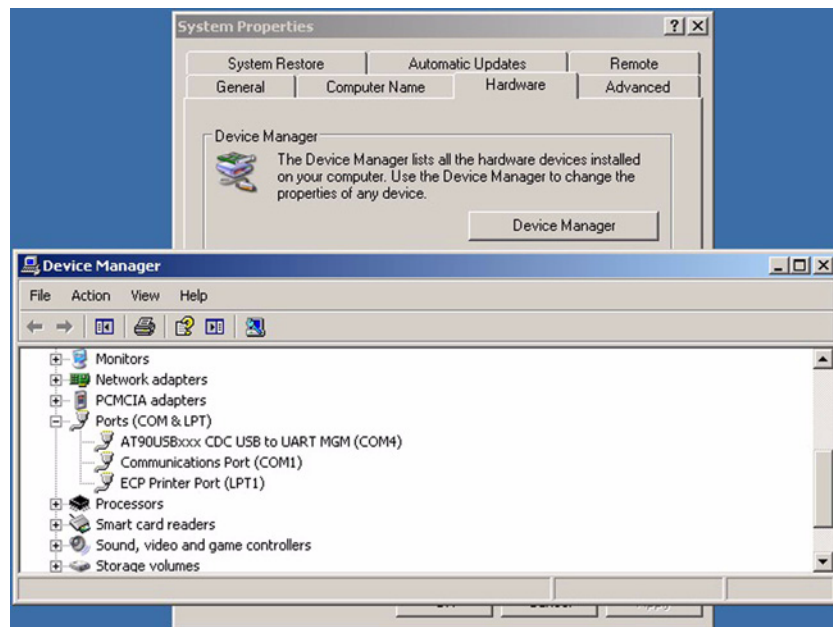 System Properties
System Restore Automatic Updates Remote
General Computer Name Hardware Advanced
Device Manager
The Device Manager lists all the hardware devices installed
on your computer. Use the Device Manager to change the
properties of any device.
Device Manager
Device Manager
File Action View Help
Monitors
Network adapters
PCMCIA adapters
Ports (COM & LPT)
AT90USBxxx CDC USB to UART MGM (COM4)
Communications Port (COM1)
ECP Printer Port (LPT1)
Processors
Smart card readers
Sound, video and game controllers
Storage volumes